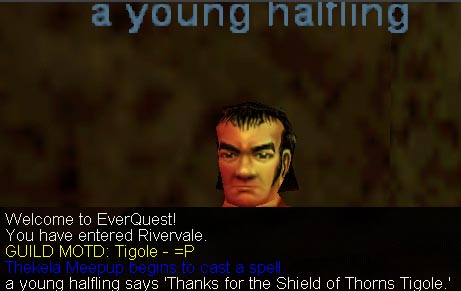 a young halfling
Welcome to EverQuest!
You have entered Rivervale.
GUILD MOTD: Tigole - =P
Thekela Meepup begins to cast a spell.
a young halfling says 'Thanks for the Shield of Thorns Tigole.'